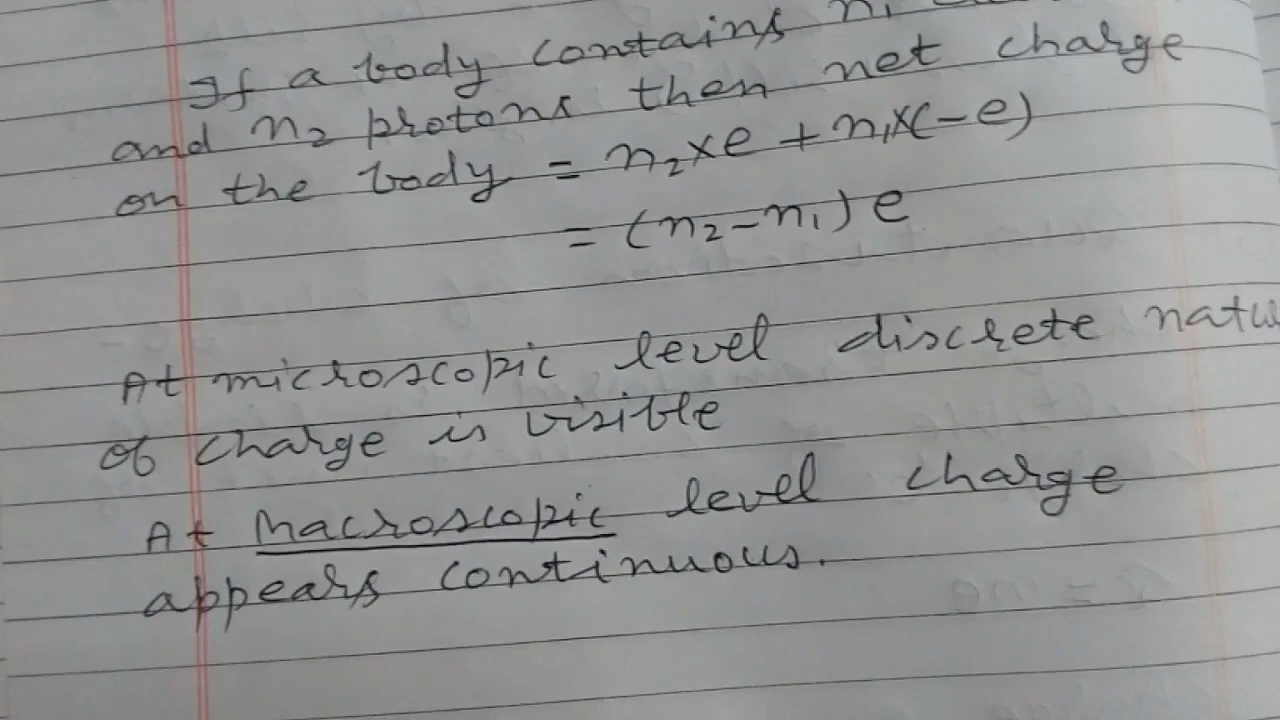 If a body contains n₁
and n₂ protons then net charge
on the body = n₂×e + n₁×(-e)
= (n₂-n₁)e
At microscopic level discrete
of charge is visible
At Macroscopic level charge
appears continuous.